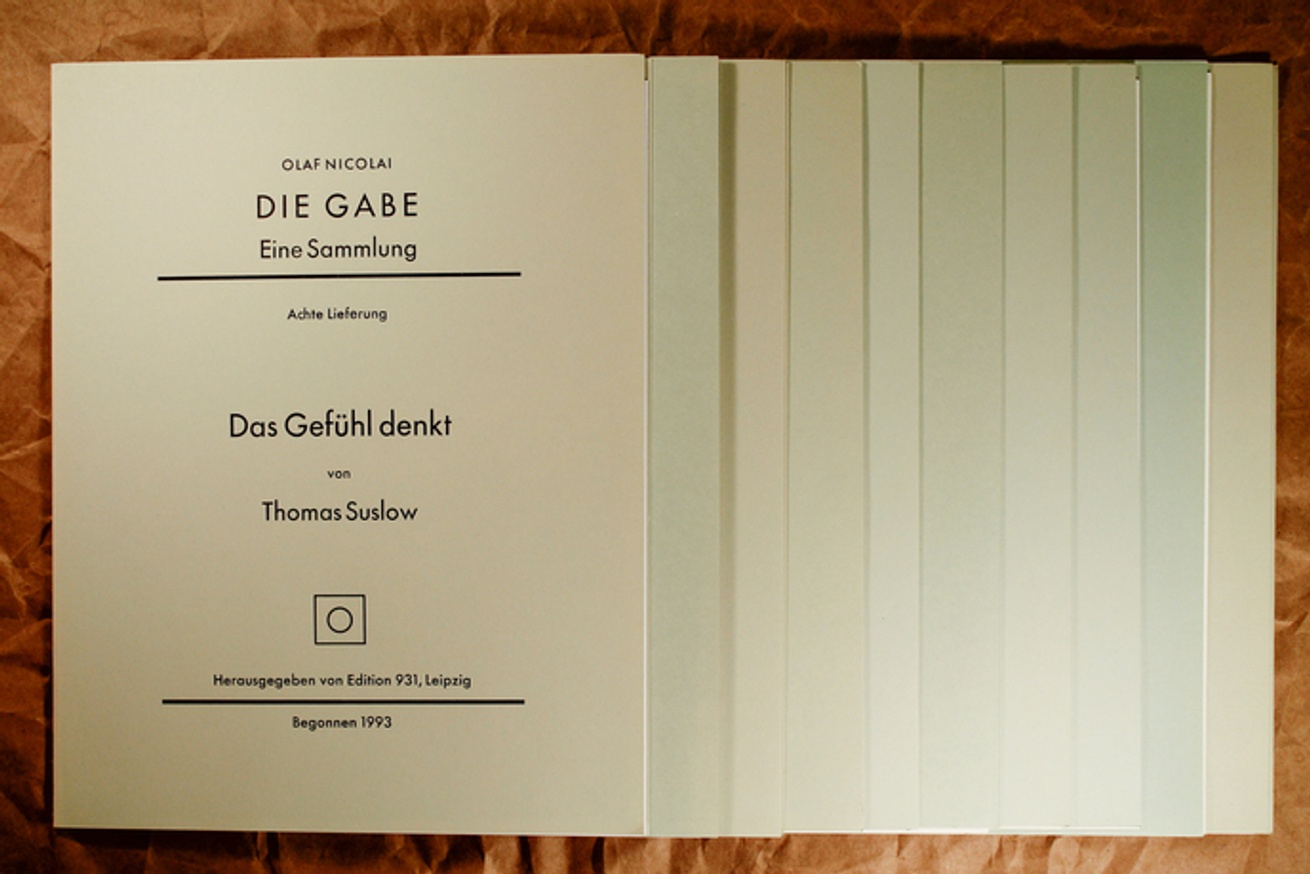 OLAF NICOLAI
DIE GABE
Eine Sammlung
Achte Lieferung
Das Gefühl denkt
von
Thomas Suslow
Herausgegeben von Edition 931, Leipzig
Begonnen 1993